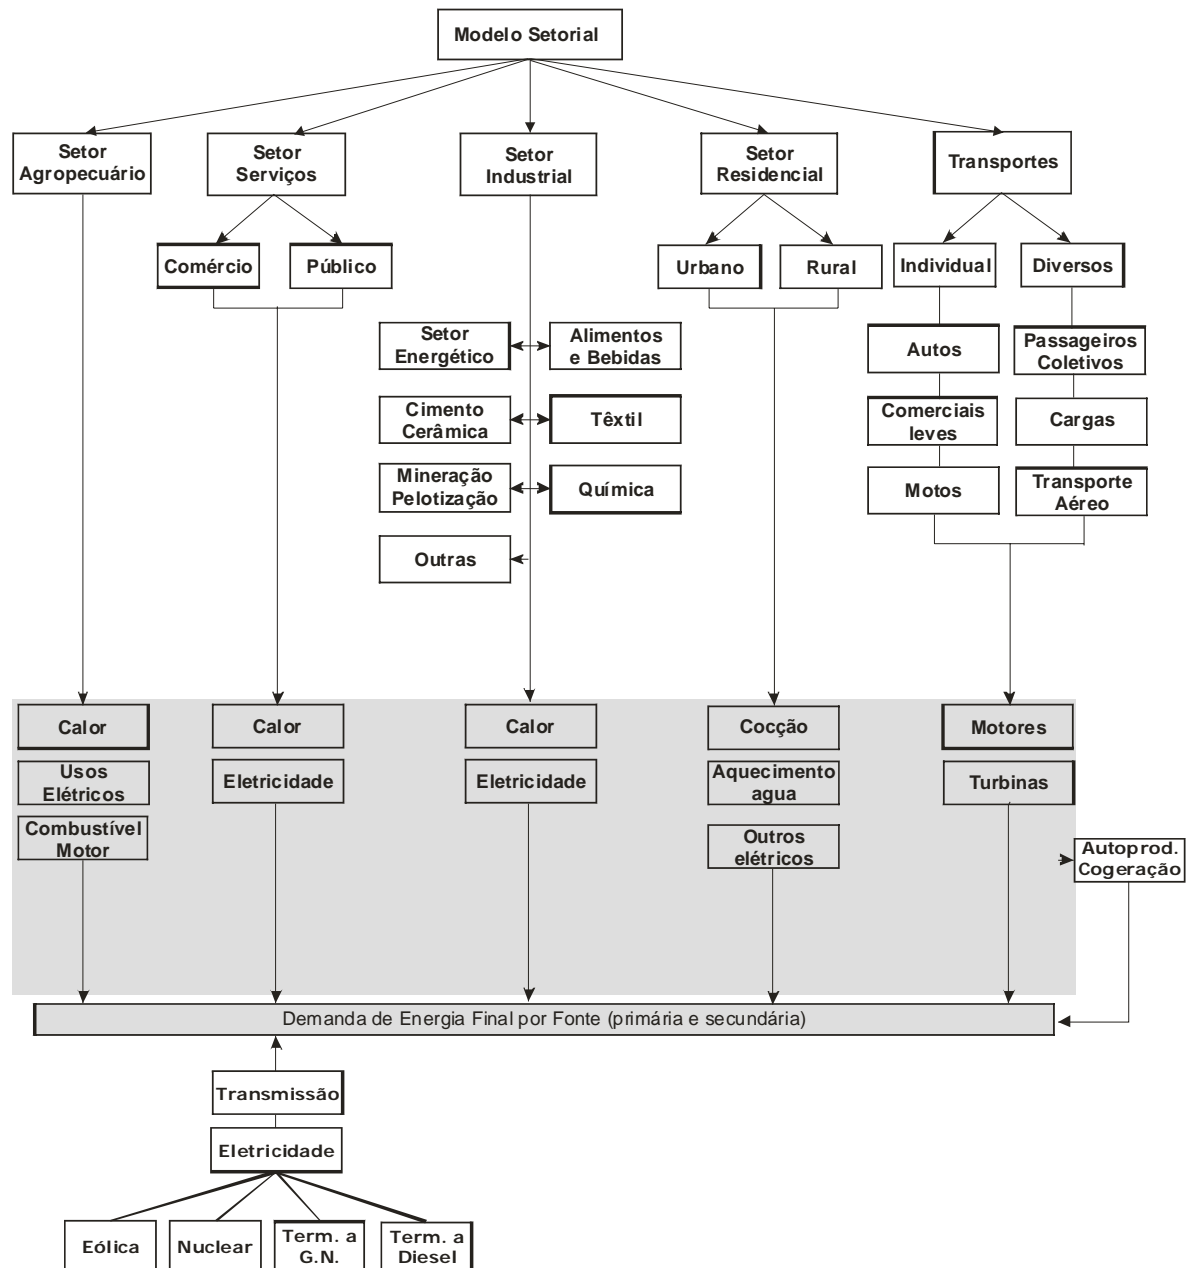 Modelo Setorial
Setor
Agropecuário
Setor
Serviços
Setor
Industrial
Setor
Residencial
Transportes
Comércio
Público
Urbano
Rural
Individual
Diversos
Setor
Energético
Alimentos
e Bebidas
Autos
Passageiros
Coletivos
Cimento
Cerâmica
Têxtil
Comerciais
leves
Cargas
Mineração
Pelotização
Química
Motos
Transporte
Aéreo
Outras
Calor
Calor
Calor
Cocção
Motores
Usos
Elétricos
Eletricidade
Eletricidade
Aquecimento
agua
Turbinas
Combustível
Motor
Outros
elétricos
Autoprod.
Cogeração
Demanda de Energia Final por Fonte (primária e secundária)
Transmissão
Eletricidade
Eólica
Nuclear
Term. a
G.N.
Term. a
Diesel